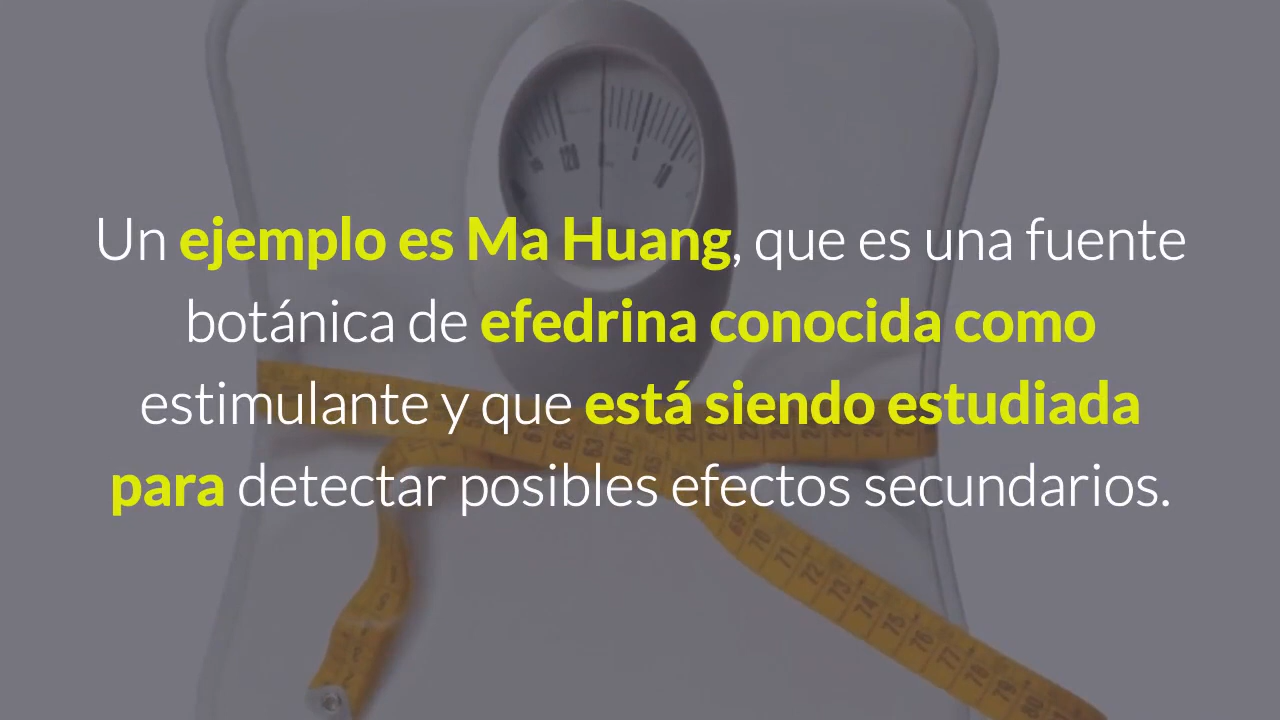 Un ejemplo es Ma Huang, que es una fuente
botánica de efedrina conocida como
estimulante y que está siendo estudiada
para detectar posibles efectos secundarios.